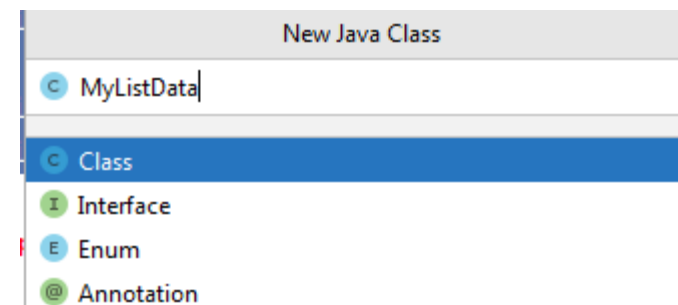 New Java Class
C MyListData
C Class
I Interface
E Enum
@ Annotation